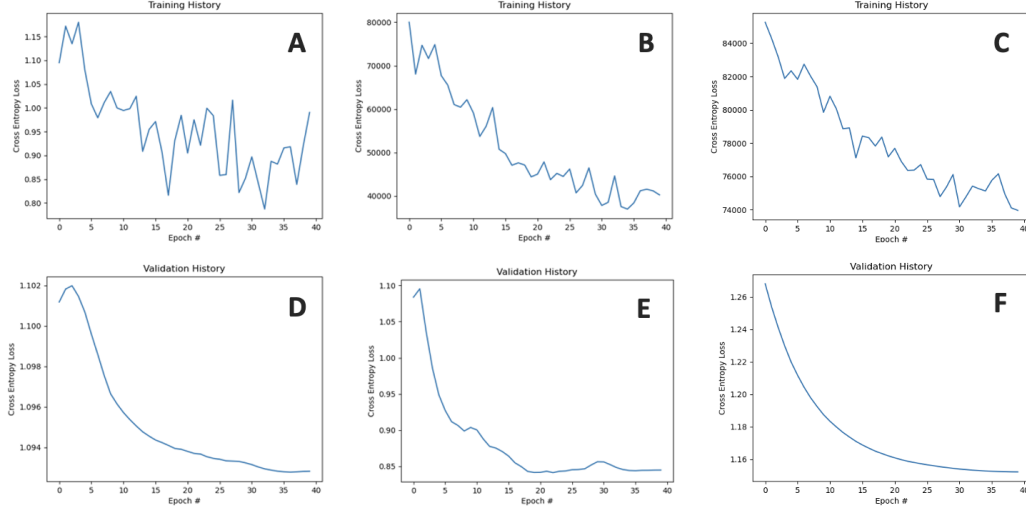 Training History
A
1.15
1.10
1.05
1.00
0.95
0.90
0.85
0.80
Cross Entropy Loss
0 5 10 15 20 25 30 35 40
Epoch #
Training History
B
80000
70000
60000
50000
40000
Cross Entropy Loss
0 5 10 15 20 25 30 35 40
Epoch #
Training History
C
84000
82000
80000
78000
76000
74000
Cross Entropy Loss
0 5 10 15 20 25 30 35 40
Epoch #
Validation History
D
1.102
1.100
1.098
1.096
1.094
Cross Entropy Loss
0 5 10 15 20 25 30 35 40
Epoch #
Validation History
E
1.10
1.05
1.00
0.95
0.90
0.85
Cross Entropy Loss
0 5 10 15 20 25 30 35 40
Epoch #
Validation History
F
1.26
1.24
1.22
1.20
1.18
1.16
Cross Entropy Loss
0 5 10 15 20 25 30 35 40
Epoch #